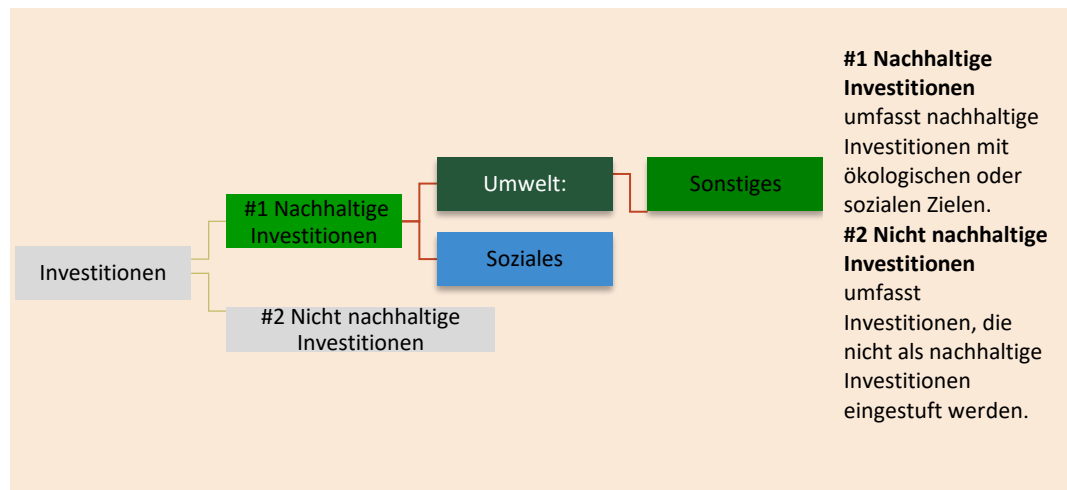 Investitionen
#1 Nachhaltige
Investitionen
#2 Nicht nachhaltige
Investitionen
Umwelt:
Soziales
Sonstiges
#1 Nachhaltige
Investitionen
umfasst nachhaltige
Investitionen mit
ökologischen oder
sozialen Zielen.
#2 Nicht nachhaltige
Investitionen
umfasst
Investitionen, die
nicht als nachhaltige
Investitionen
eingestuft werden.